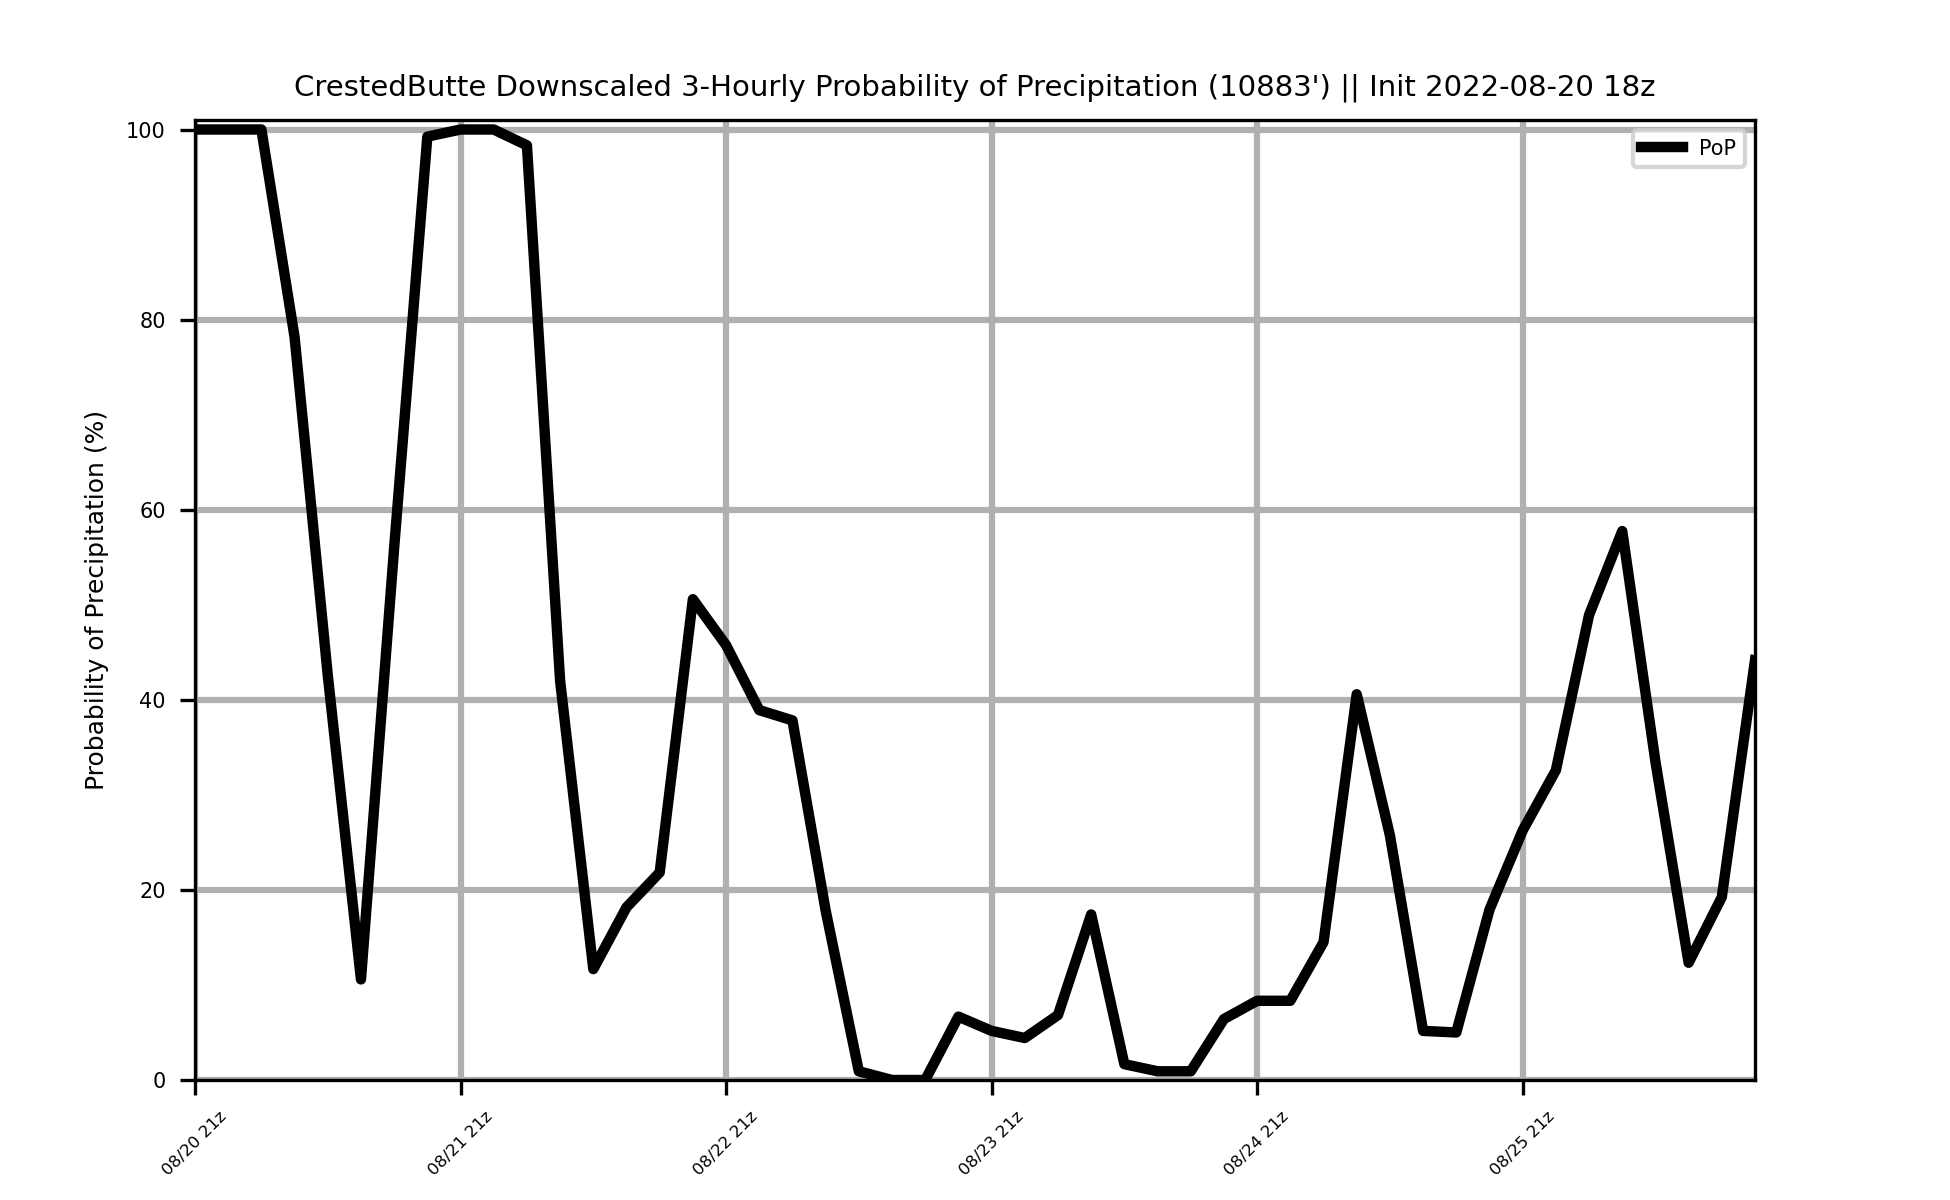 CrestedButte Downscaled 3-Hourly Probability of Precipitation (10883') || Init 2022-08-20 18z
PoP
Probability of Precipitation (%)
100
80
60
40
20
0
08/20 21z
08/21 21z
08/22 21z
08/23 21z
08/24 21z
08/25 21z